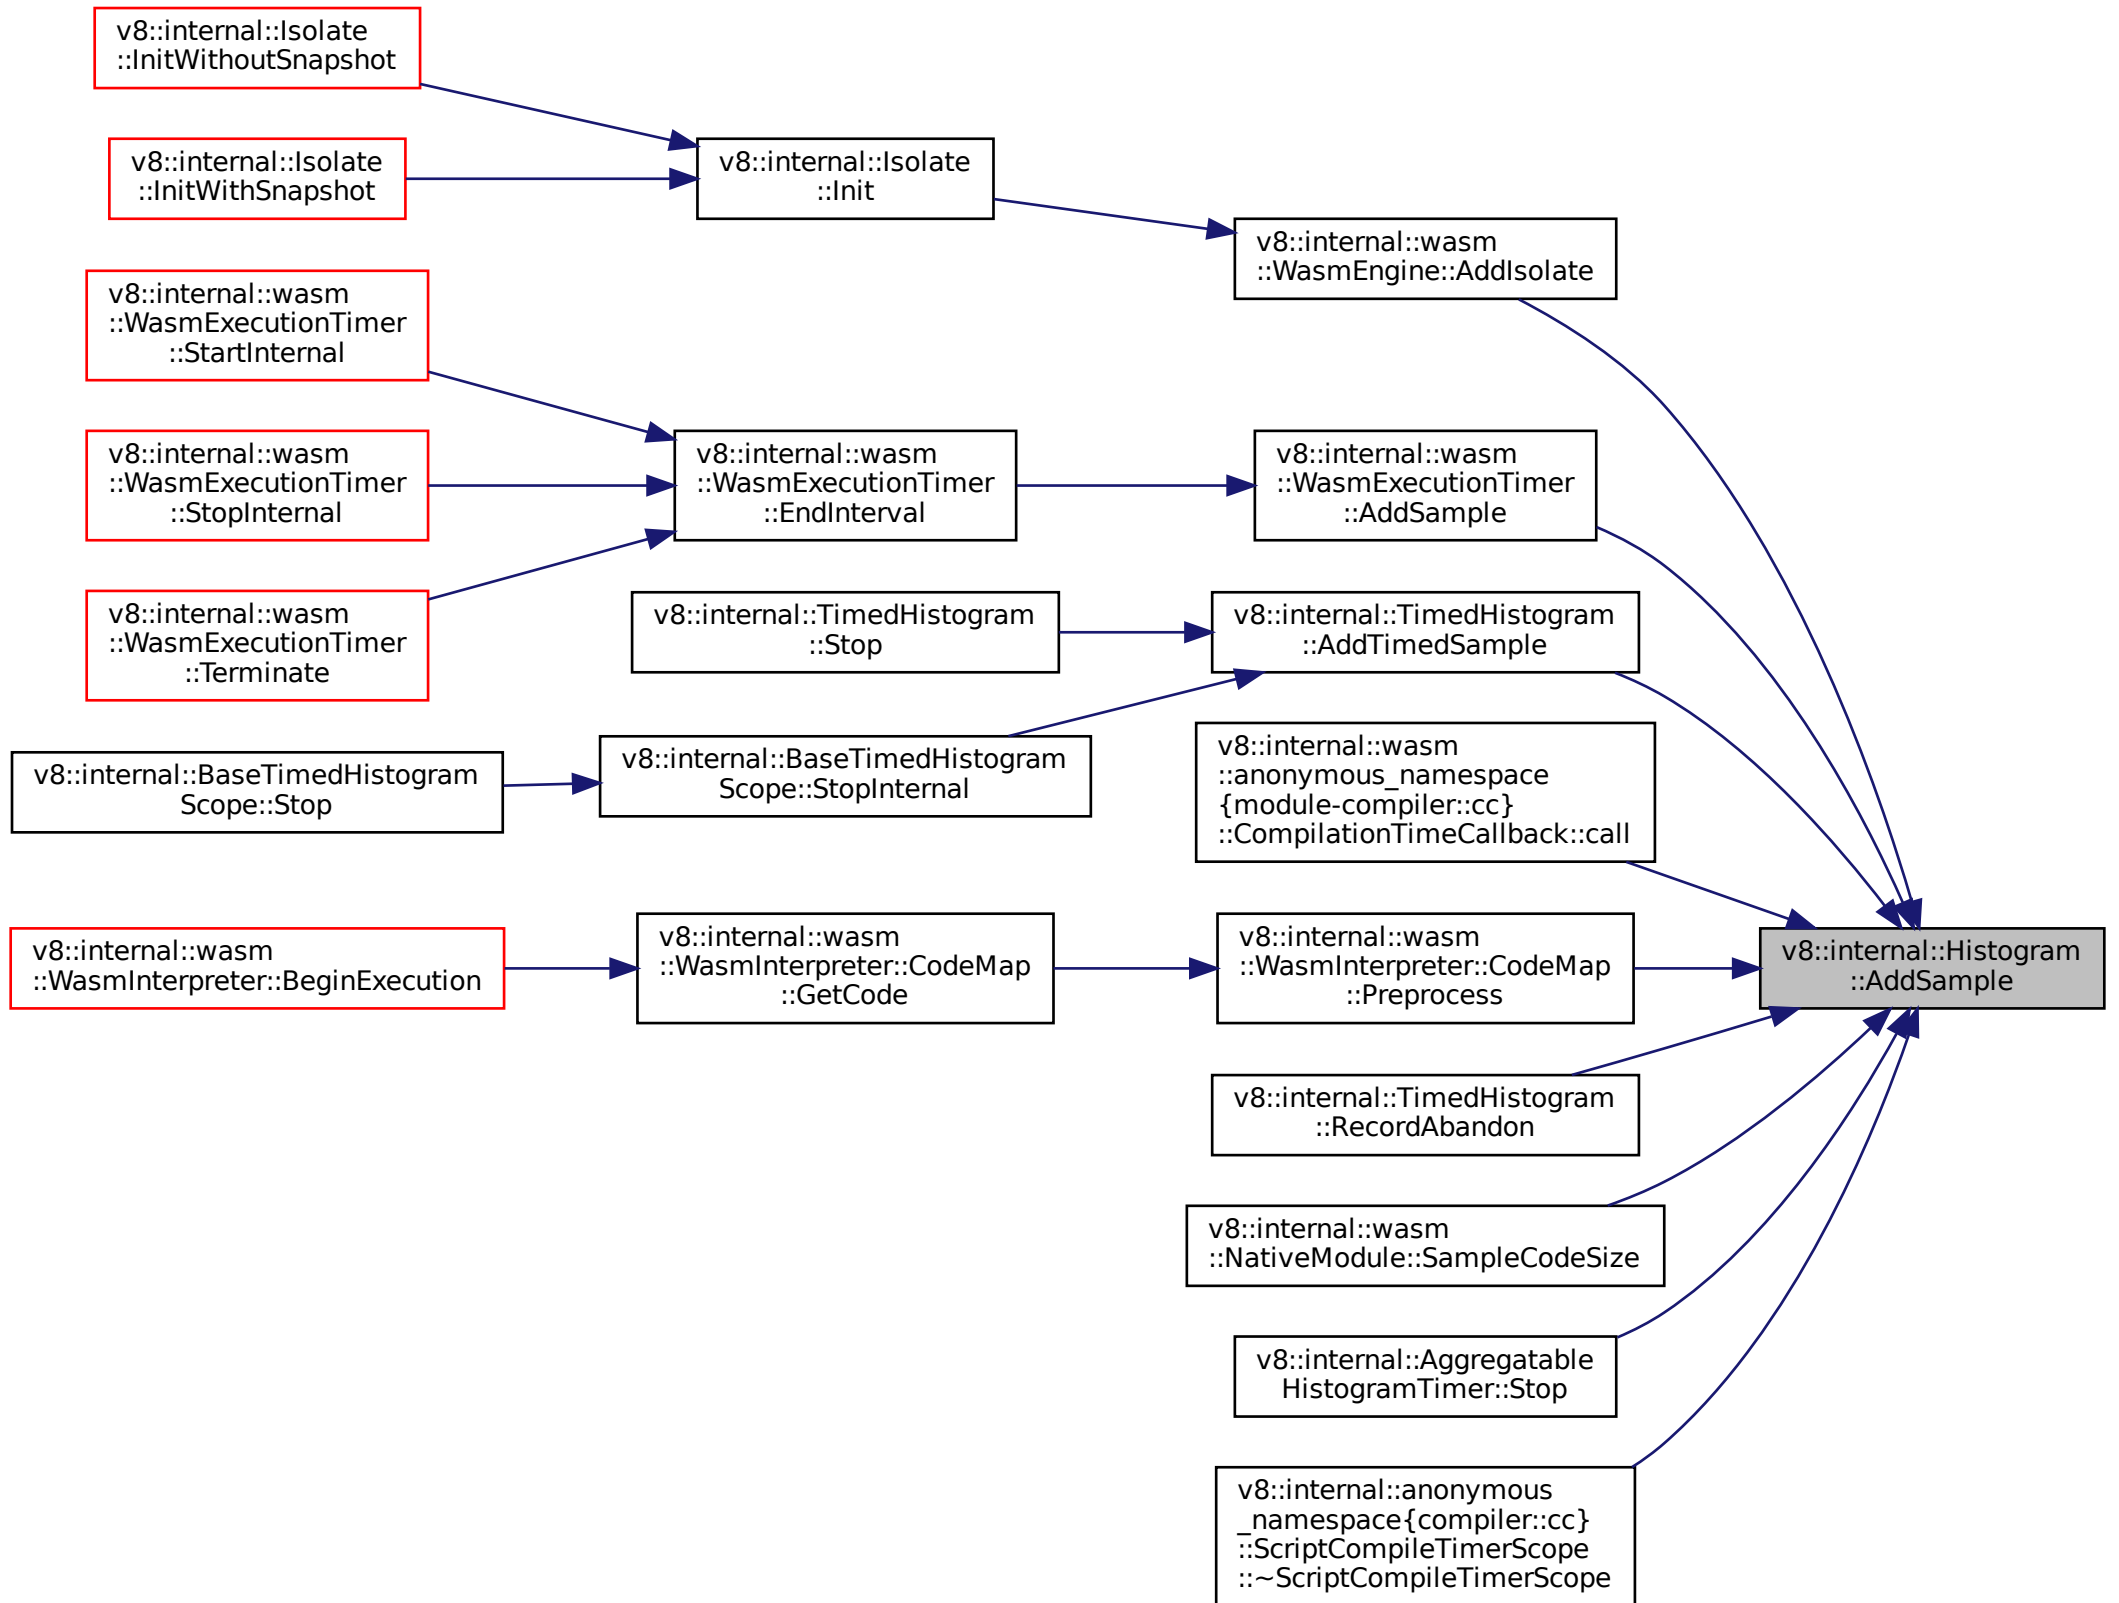 v8::internal::Isolate
::InitWithoutSnapshot
v8::internal::Isolate
::InitWithSnapshot
v8::internal::wasm
::WasmExecutionTimer
::StartInternal
v8::internal::wasm
::WasmExecutionTimer
::StopInternal
v8::internal::wasm
::WasmExecutionTimer
::Terminate
v8::internal::BaseTimedHistogram
Scope::Stop
v8::internal::wasm
::WasmInterpreter::BeginExecution
v8::internal::Isolate
::Init
v8::internal::wasm
::WasmExecutionTimer
::EndInterval
v8::internal::TimedHistogram
::Stop
v8::internal::BaseTimedHistogram
Scope::StopInternal
v8::internal::wasm
::WasmInterpreter::CodeMap
::GetCode
v8::internal::wasm
::WasmEngine::AddIsolate
v8::internal::wasm
::WasmExecutionTimer
::AddSample
v8::internal::TimedHistogram
::AddTimedSample
v8::internal::wasm
::anonymous_namespace
{module-compiler::cc}
::CompilationTimeCallback::call
v8::internal::wasm
::WasmInterpreter::CodeMap
::Preprocess
v8::internal::TimedHistogram
::RecordAbandon
v8::internal::wasm
::NativeModule::SampleCodeSize
v8::internal::Aggregatable
HistogramTimer::Stop
v8::internal::anonymous
_namespace{compiler::cc}
::ScriptCompileTimerScope
::~ScriptCompileTimerScope
v8::internal::Histogram
::AddSample